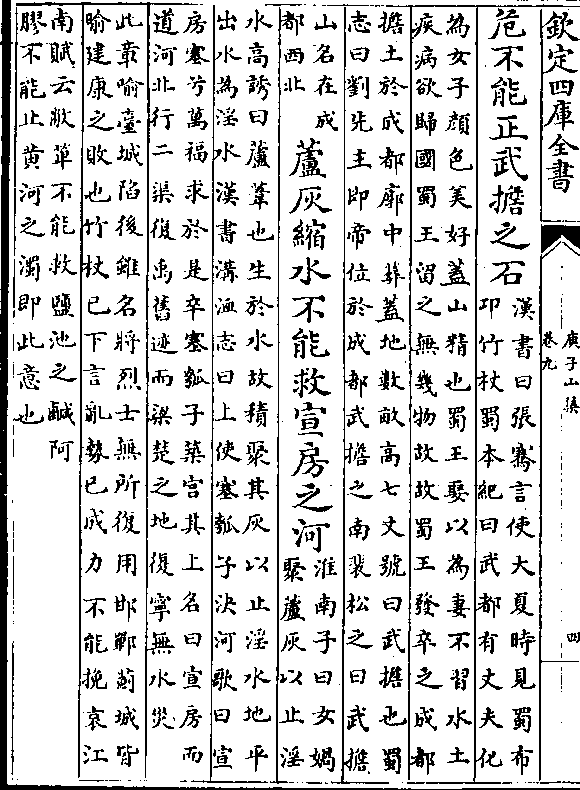 欽定四庫全書
庾子山集
卷九
四
危不能正武擔之石
漢書曰張騫言使大夏時見蜀布
卭竹杖蜀本紀曰武都有丈夫化
為女子顔色美好蓋山精也蜀王娶以為妻不習水土
疾病欲歸國蜀王留之無幾物故故蜀王發卒之成都
擔土於成都廓中葬蓋地數畝高七丈號曰武擔也蜀
志曰劉先主即帝位於成都武擔之南裴松之曰武擔
山名在成
都西北
蘆灰縮水不能救宣房之河
淮南子曰女媧
聚蘆灰以止淫
水高誘曰蘆葦也生於水故積聚其灰以止淫水地平
出水為淫水漢書溝洫志曰上使塞瓠子決河歌曰宣
房塞兮萬福求於是卒塞瓠子築宫其上名曰宣房而
道河北行二渠復禹舊迹而梁楚之地復寧無水災
此章喻臺城陷後雖名將烈士無所復用邯鄲薊城皆
喻建康之敗也竹杖已下言亂勢已成力不能挽哀江
南賦云敝箄不能救鹽池之鹹阿
膠不能止黄河之濁即此意也